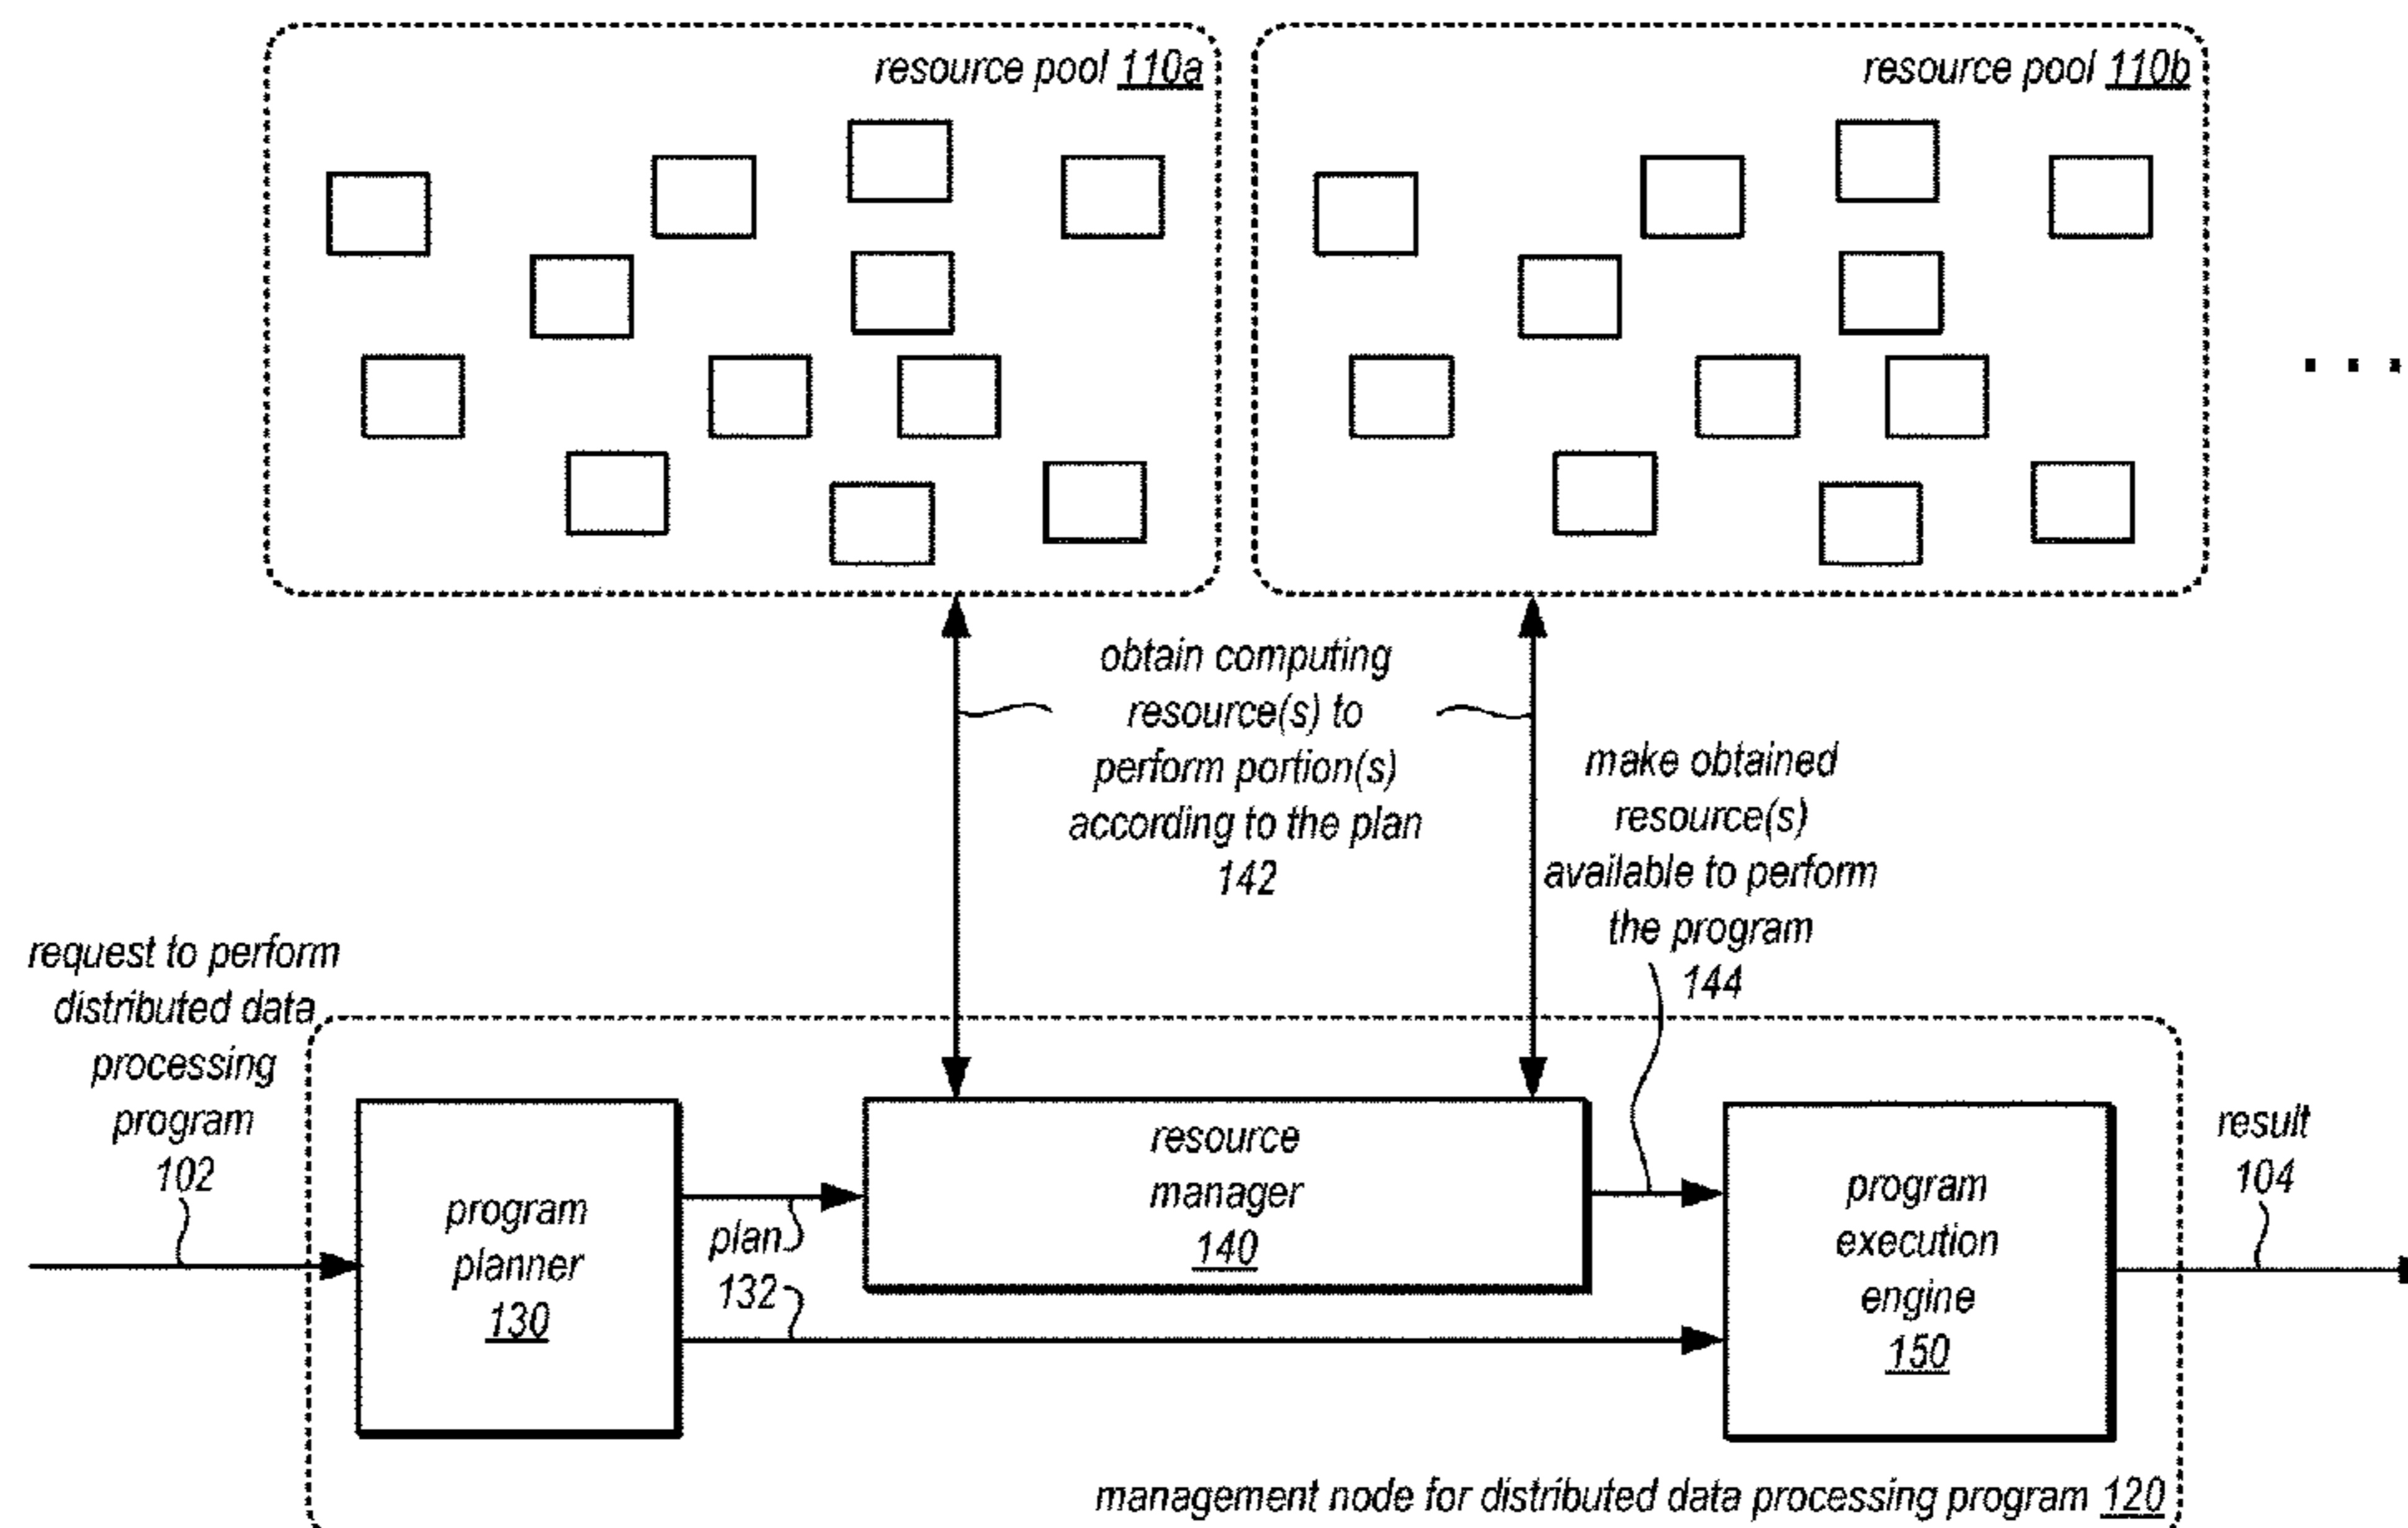 resource pool 110a
resource pool 110b
. . .
obtain computing
resource(s) to
perform portion(s)
according to the plan
142
make obtained
resource(s)
available to perform
the program
144
request to perform
distributed data
processing
program
102
program
planner
130
plan
132
resource
manager
140
program
execution
engine
150
result
104
management node for distributed data processing program 120